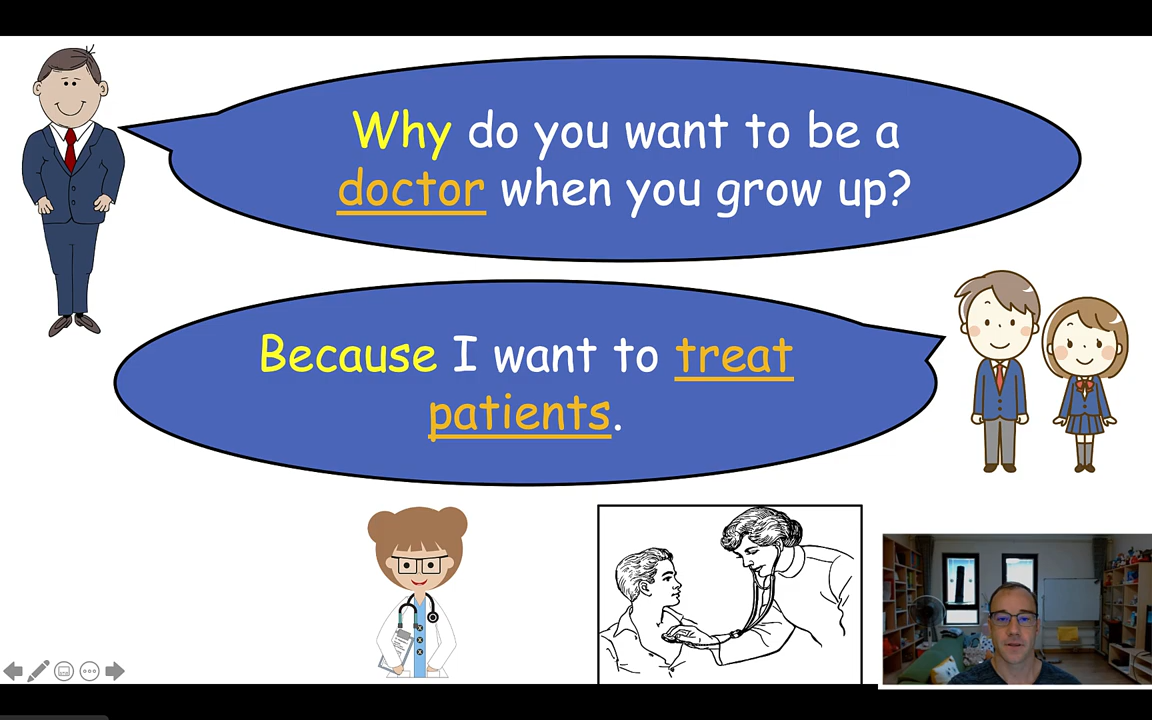 Why do you want to be a
doctor when you grow up?
Because I want to treat
patients.